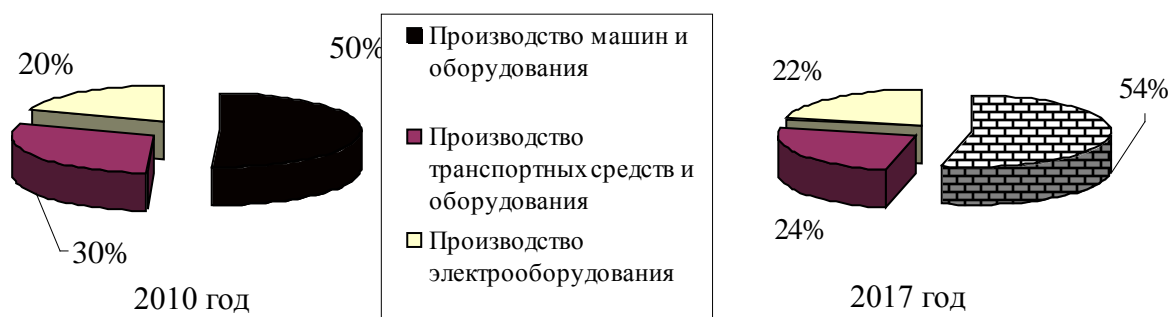 50%
20%
30%
2010 год
Производство машин и
оборудования
Производство
транспортных средств и
оборудования
Производство
электрооборудования
22%
54%
24%
2017 год